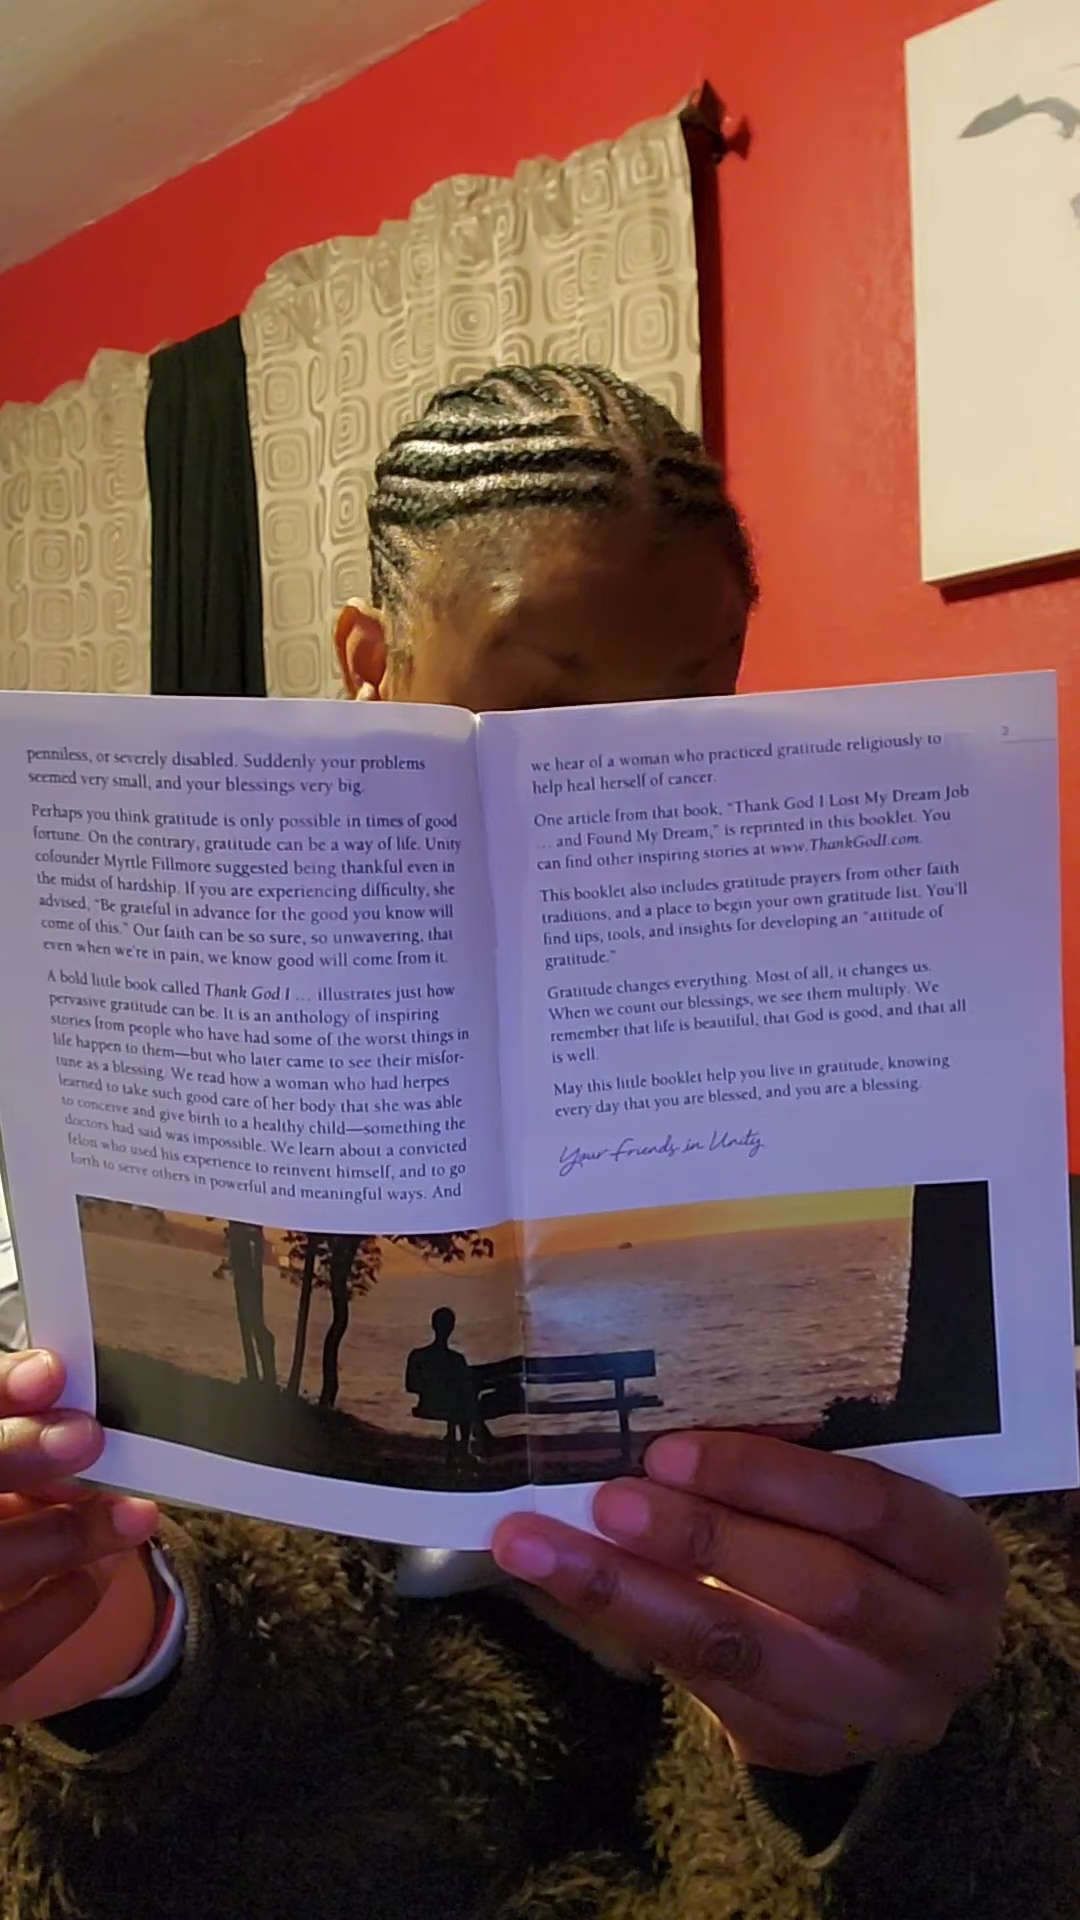 penniless, or severely disabled. Suddenly your problems
seemed very small, and your blessings very big.
Perhaps you think gratitude is only possible in times of good
fortune. On the contrary, gratitude can be a way of life. Unity
cofounder Myrtle Fillmore suggested being thankful even in
the midst of hardship. If you are experiencing difficulty, she
advised, "Be grateful in advance for the good you know will
come of this." Our faith can be so sure, so unwavering, that
even when we're in pain, we know good will come from it.
A bold little book called Thank God I ... illustrates just how
pervasive gratitude can be. It is an anthology of inspiring
stories from people who have had some of the worst things in
life happen to them—but who later came to see their misfor-
tune as a blessing. We read how a woman who had herpes
learned to take such good care of her body that she was able
to conceive and give birth to a healthy child—something the
doctors had said was impossible. We learn about a convicted
felon who used his experience to reinvent himself, and to go
forth to serve others in powerful and meaningful ways. And
3
we hear of a woman who practiced gratitude religiously to
help heal herself of cancer.
One article from that book, "Thank God I Lost My Dream Job
... and Found My Dream," is reprinted in this booklet. You
can find other inspiring stories at www.ThankGodI.com.
This booklet also includes gratitude prayers from other faith
traditions, and a place to begin your own gratitude list. You'll
find tips, tools, and insights for developing an "attitude of
gratitude."
Gratitude changes everything. Most of all, it changes us.
When we count our blessings, we see them multiply. We
remember that life is beautiful, that God is good, and that all
is well.
May this little booklet help you live in gratitude, knowing
every day that you are blessed, and you are a blessing.
Your Friends in Unity